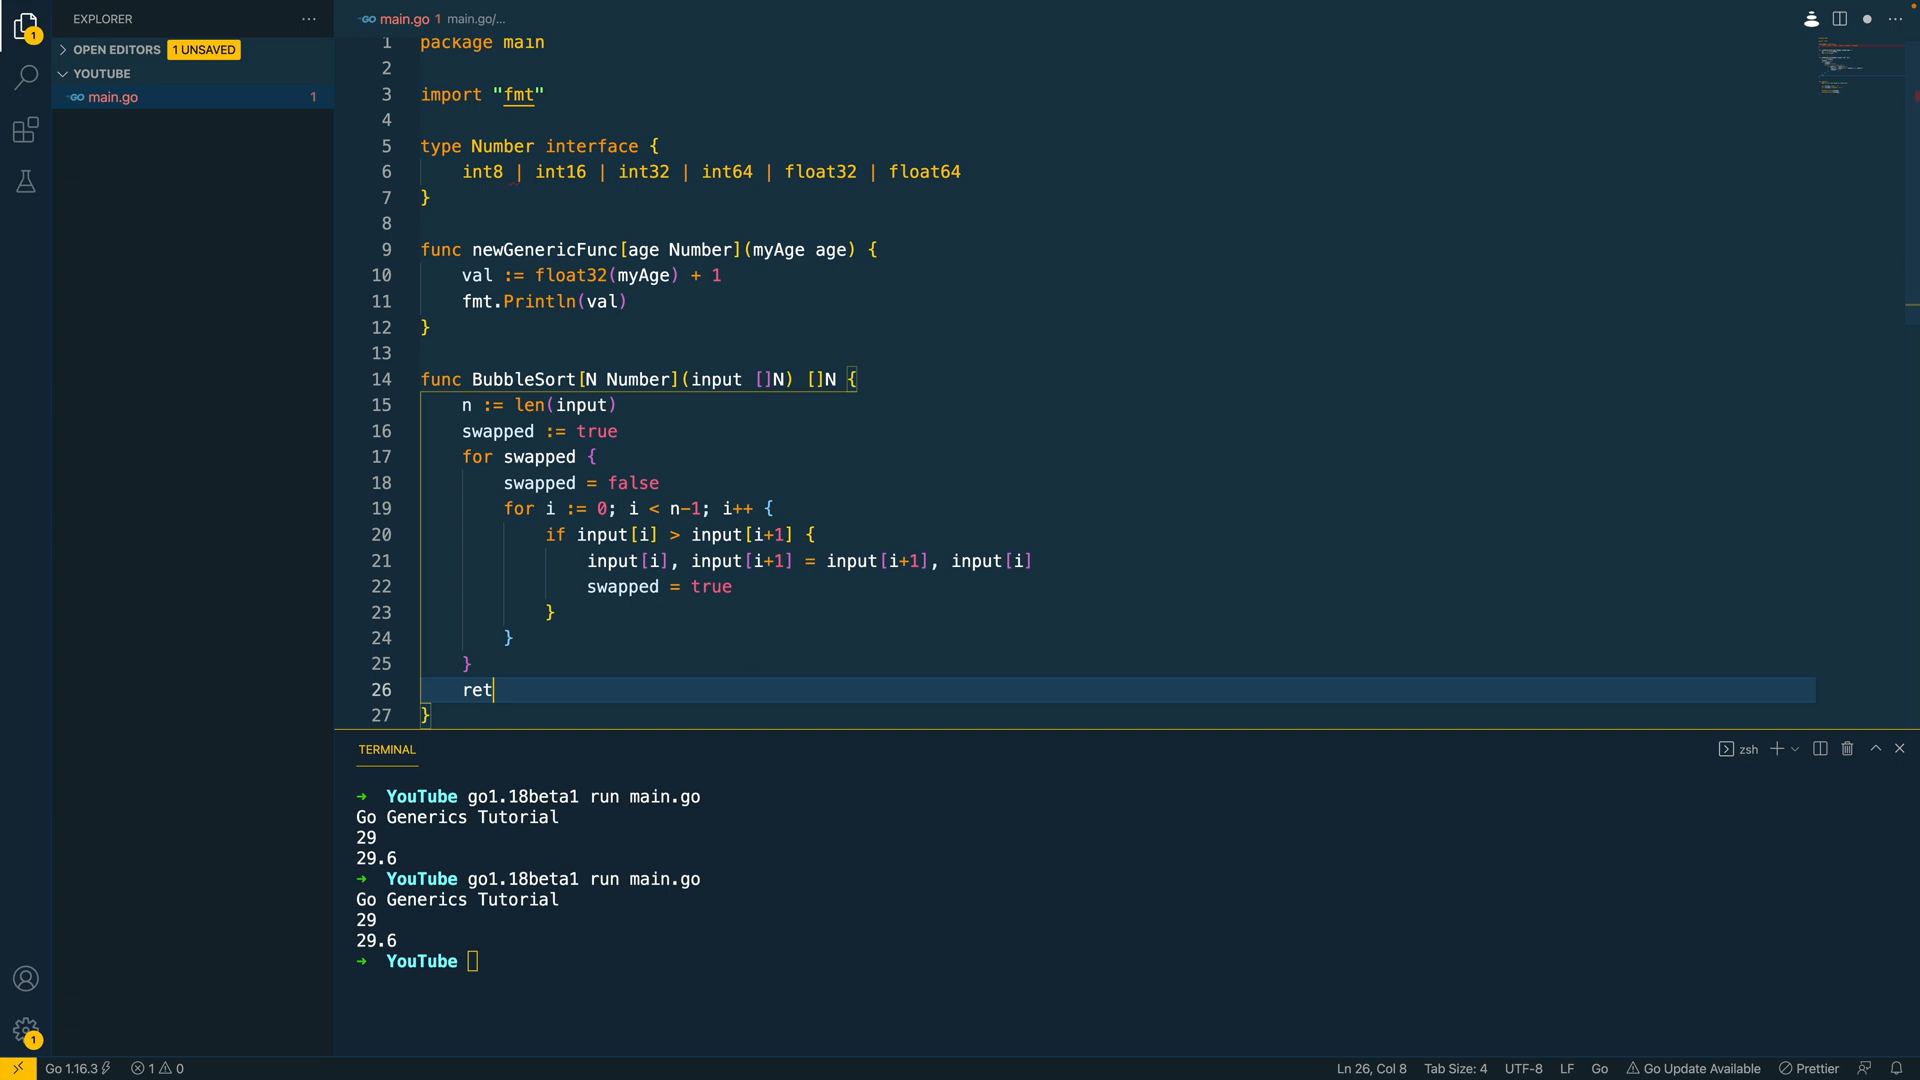 EXPLORER
OPEN EDITORS 1 UNSAVED
YOUTUBE
main.go 1
1
main.go 1 main.go/...
1 package main
2
3 import "fmt"
4
5 type Number interface {
6 int8 | int16 | int32 | int64 | float32 | float64
7 }
8
9 func newGenericFunc[age Number](myAge age) {
10 val := float32(myAge) + 1
11 fmt.Println(val)
12 }
13
14 func BubbleSort[N Number](input []N) []N {
15 n := len(input)
16 swapped := true
17 for swapped {
18 swapped = false
19 for i := 0; i < n-1; i++ {
20 if input[i] > input[i+1] {
21 input[i], input[i+1] = input[i+1], input[i]
22 swapped = true
23 }
24 }
25 }
26 ret
27 }
TERMINAL
zsh
➜ YouTube go1.18beta1 run main.go
Go Generics Tutorial
29
29.6
➜ YouTube go1.18beta1 run main.go
Go Generics Tutorial
29
29.6
➜ YouTube
1
Go 1.16.3 1 0 Ln 26, Col 8 Tab Size: 4 UTF-8 LF Go Go Update Available Prettier